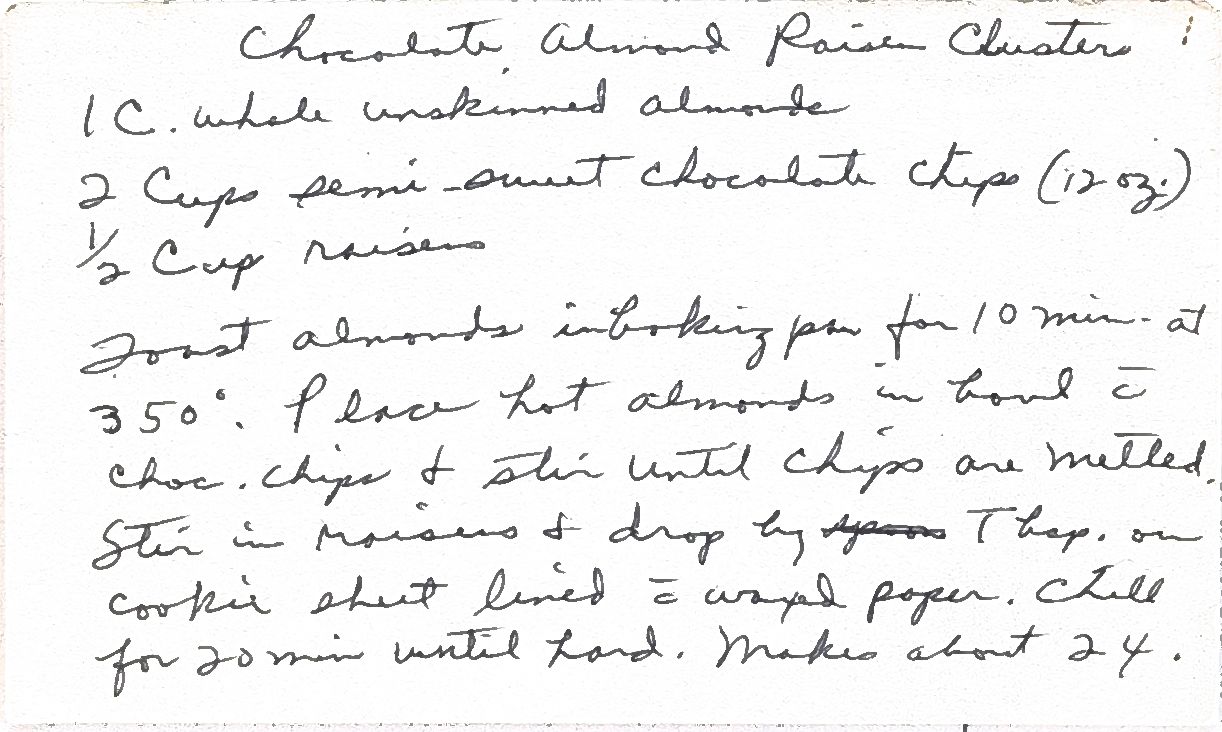 Chocolate Almond Raisin Clusters
1 C. whole unskinned almonds
2 Cups semi-sweet chocolate chips (12 oz.)
1/2 Cup raisins
Toast almonds in baking pan for 10 min. at
350°. Place hot almonds in bowl c̄
choc. chips & stir until chips are melted.
Stir in raisins & drop by ~~spoon~~ Tbsp. on
cookie sheet lined c̄ waxed paper. Chill
for 20 min until hard. Makes about 24.